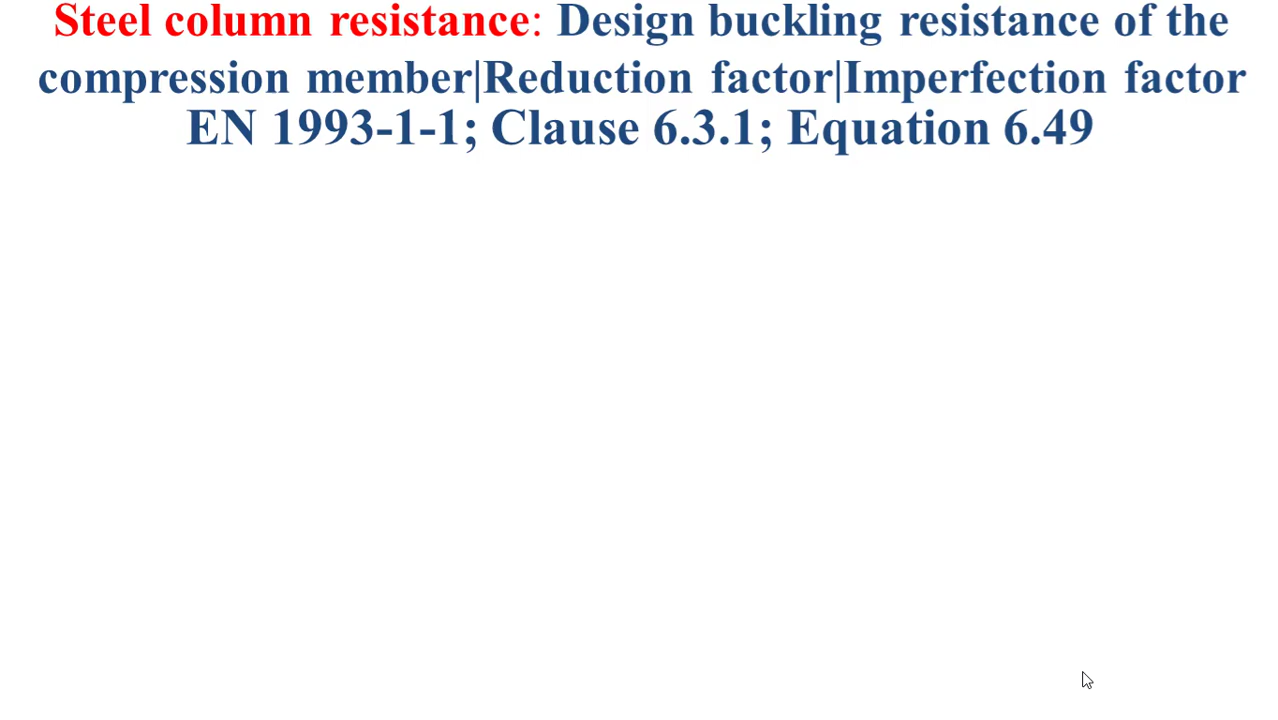 Steel column resistance: Design buckling resistance of the
compression member|Reduction factor|Imperfection factor
EN 1993-1-1; Clause 6.3.1; Equation 6.49